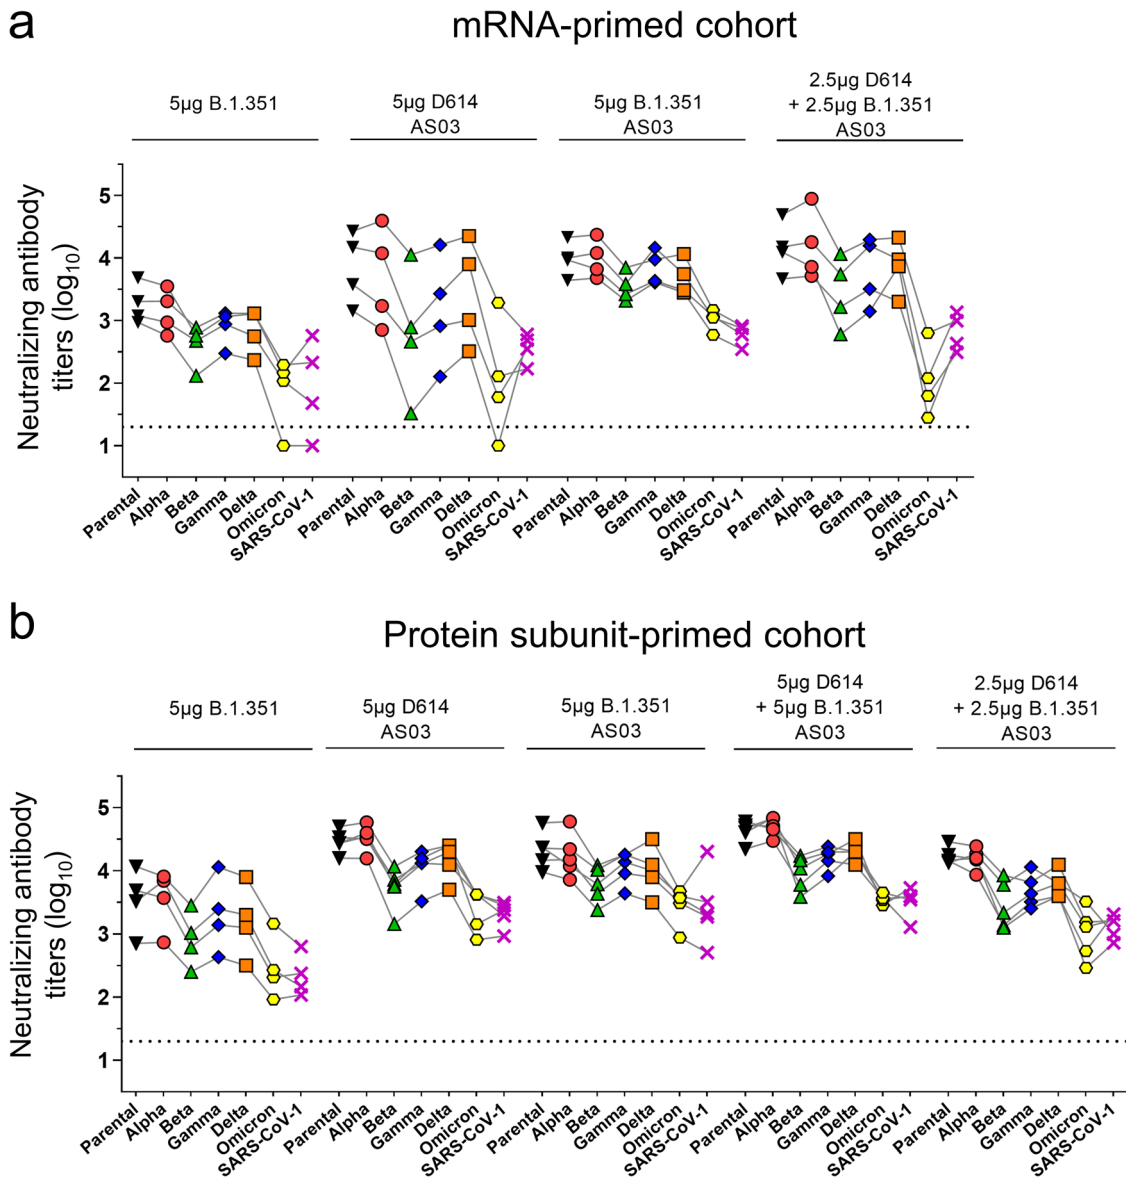 a
mRNA-primed cohort
5µg B.1.351
5µg D614
AS03
5µg B.1.351
AS03
2.5µg D614
+ 2.5µg B.1.351
AS03
Neutralizing antibody
titers (log10)
5
4
3
2
1
Parental
Alpha
Beta
Gamma
Delta
Omicron
SARS-CoV-1
Parental
Alpha
Beta
Gamma
Delta
Omicron
SARS-CoV-1
Parental
Alpha
Beta
Gamma
Delta
Omicron
SARS-CoV-1
Parental
Alpha
Beta
Gamma
Delta
Omicron
SARS-CoV-1
b
Protein subunit-primed cohort
5µg B.1.351
5µg D614
AS03
5µg B.1.351
AS03
5µg D614
+ 5µg B.1.351
AS03
2.5µg D614
+ 2.5µg B.1.351
AS03
Neutralizing antibody
titers (log10)
5
4
3
2
1
Parental
Alpha
Beta
Gamma
Delta
Omicron
SARS-CoV-1
Parental
Alpha
Beta
Gamma
Delta
Omicron
SARS-CoV-1
Parental
Alpha
Beta
Gamma
Delta
Omicron
SARS-CoV-1
Parental
Alpha
Beta
Gamma
Delta
Omicron
SARS-CoV-1
Parental
Alpha
Beta
Gamma
Delta
Omicron
SARS-CoV-1